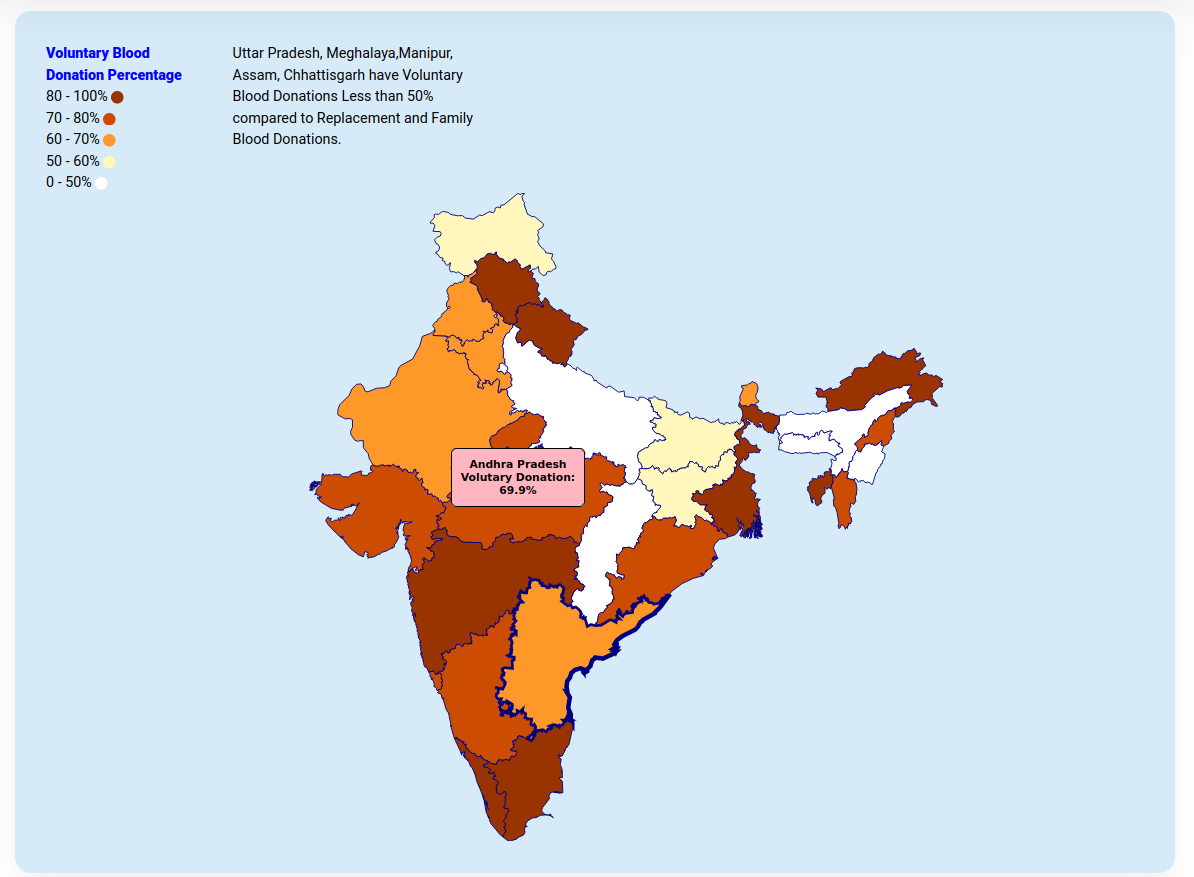 Voluntary Blood
Donation Percentage
80 - 100%
70 - 80%
60 - 70%
50 - 60%
0 - 50%
Uttar Pradesh, Meghalaya,Manipur,
Assam, Chhattisgarh have Voluntary
Blood Donations Less than 50%
compared to Replacement and Family
Blood Donations.
Andhra Pradesh
Volutary Donation:
69.9%